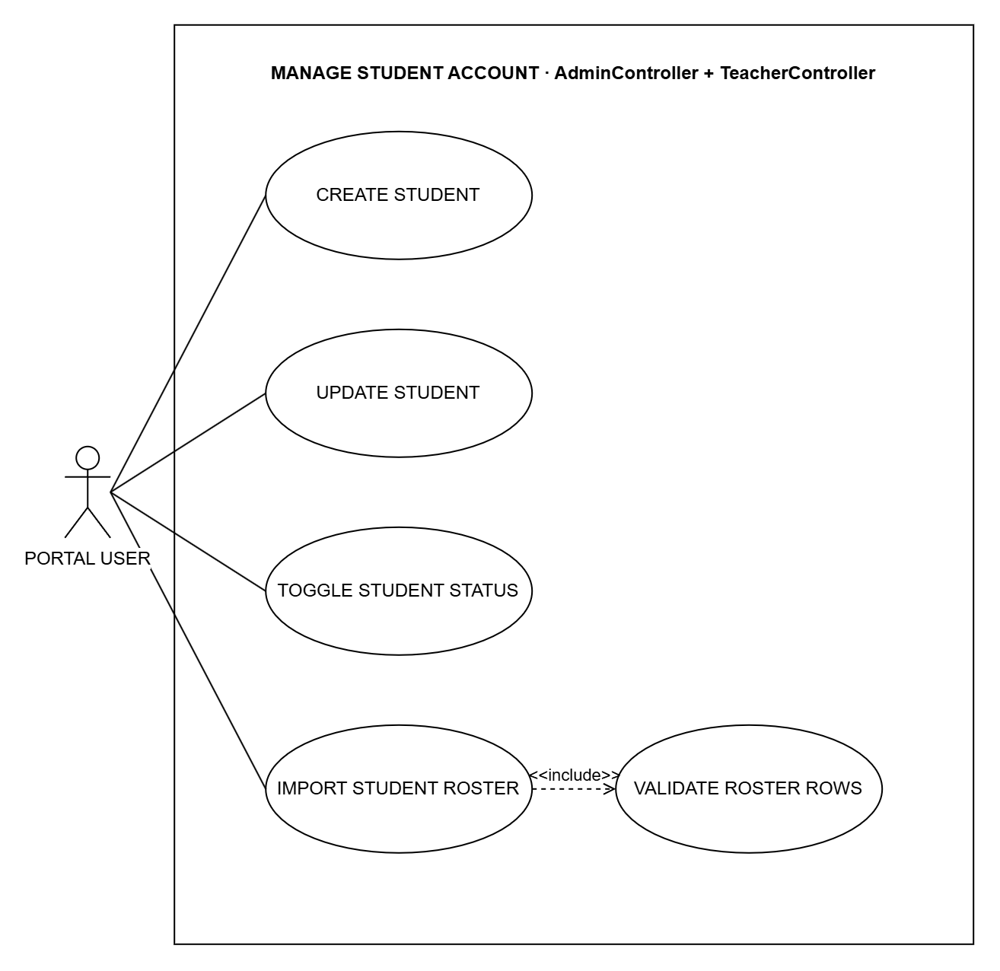 MANAGE STUDENT ACCOUNT · AdminController + TeacherController
CREATE STUDENT
UPDATE STUDENT
PORTAL USER
TOGGLE STUDENT STATUS
IMPORT STUDENT ROSTER
<<include>>
VALIDATE ROSTER ROWS